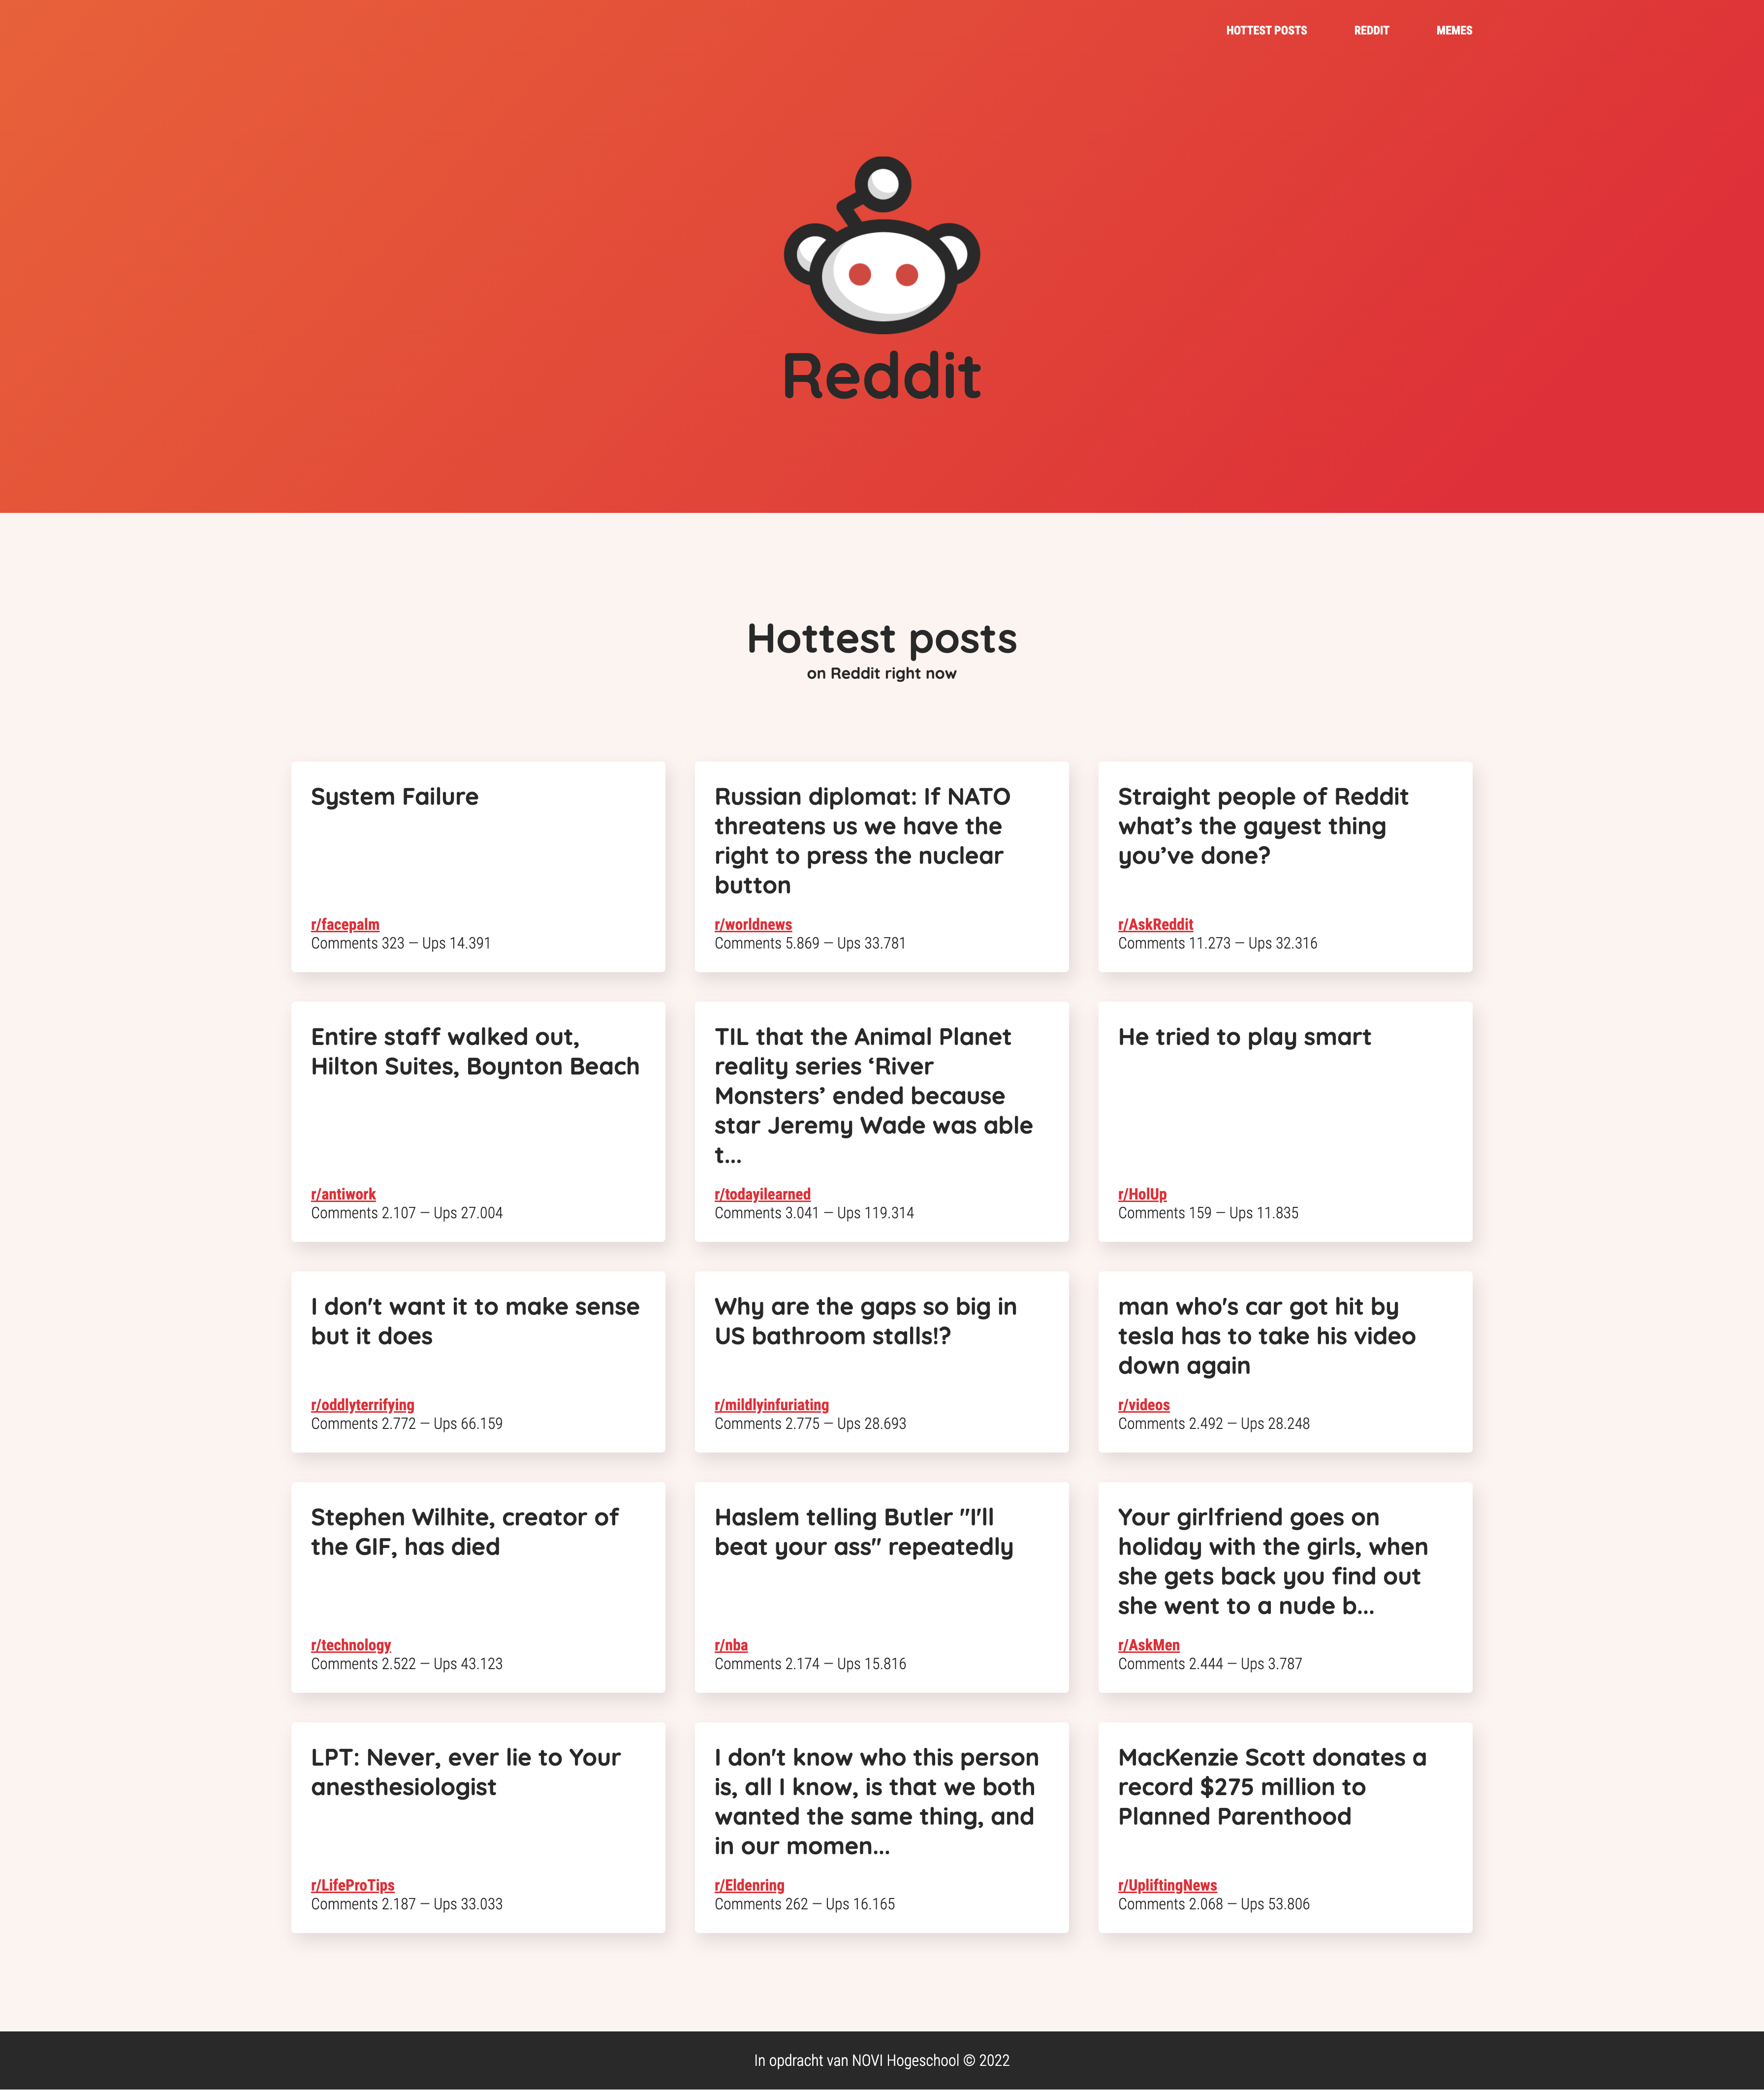 HOTTEST POSTS REDDIT MEMES
Reddit
Hottest posts
on Reddit right now
System Failure
r/facepalm
Comments 323 — Ups 14.391
Russian diplomat: If NATO
threatens us we have the
right to press the nuclear
button
r/worldnews
Comments 5.869 — Ups 33.781
Straight people of Reddit
what’s the gayest thing
you’ve done?
r/AskReddit
Comments 11.273 — Ups 32.316
Entire staff walked out,
Hilton Suites, Boynton Beach
r/antiwork
Comments 2.107 — Ups 27.004
TIL that the Animal Planet
reality series ‘River
Monsters’ ended because
star Jeremy Wade was able
t...
r/todayilearned
Comments 3.041 — Ups 119.314
He tried to play smart
r/HolUp
Comments 159 — Ups 11.835
I don't want it to make sense
but it does
r/oddlyterrifying
Comments 2.772 — Ups 66.159
Why are the gaps so big in
US bathroom stalls!?
r/mildlyinfuriating
Comments 2.775 — Ups 28.693
man who's car got hit by
tesla has to take his video
down again
r/videos
Comments 2.492 — Ups 28.248
Stephen Wilhite, creator of
the GIF, has died
r/technology
Comments 2.522 — Ups 43.123
Haslem telling Butler "I'll
beat your ass" repeatedly
r/nba
Comments 2.174 — Ups 15.816
Your girlfriend goes on
holiday with the girls, when
she gets back you find out
she went to a nude b...
r/AskMen
Comments 2.444 — Ups 3.787
LPT: Never, ever lie to Your
anesthesiologist
r/LifeProTips
Comments 2.187 — Ups 33.033
I don't know who this person
is, all I know, is that we both
wanted the same thing, and
in our momen...
r/Eldenring
Comments 262 — Ups 16.165
MacKenzie Scott donates a
record $275 million to
Planned Parenthood
r/UpliftingNews
Comments 2.068 — Ups 53.806
In opdracht van NOVI Hogeschool © 2022